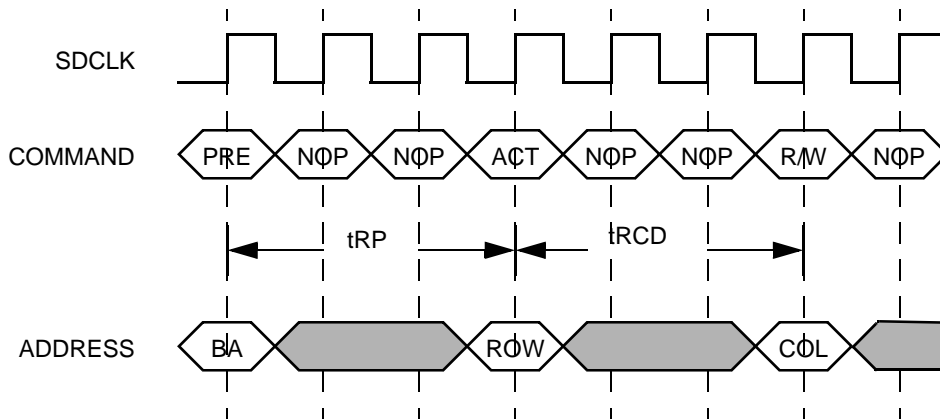 SDCLK
COMMAND PRE NOP NOP ACT NOP NOP R/W NOP
tRP tRCD
ADDRESS BA ROW COL